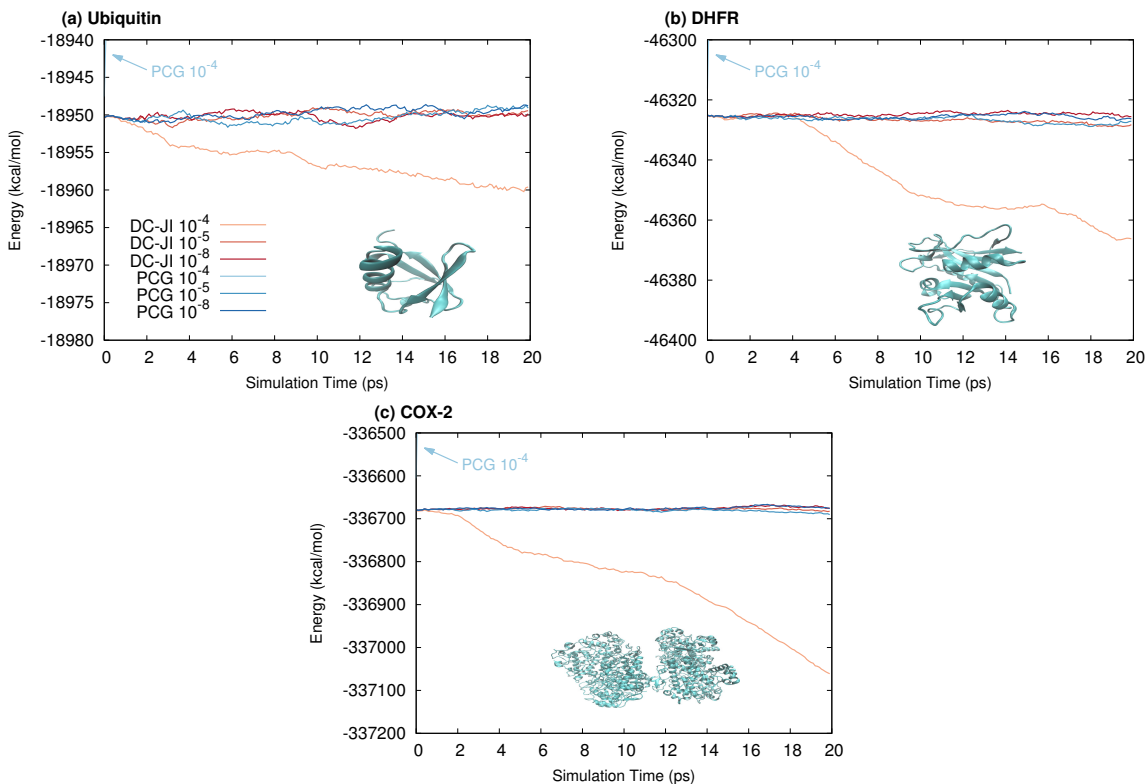 (a) Ubiquitin
-18940
-18945
-18950
-18955
-18960
-18965
-18970
-18975
-18980
0 2 4 6 8 10 12 14 16 18 20
Energy (kcal/mol)
Simulation Time (ps)
PCG 10⁻⁴
DC-JI 10⁻⁴
DC-JI 10⁻⁵
DC-JI 10⁻⁸
PCG 10⁻⁴
PCG 10⁻⁵
PCG 10⁻⁸
(b) DHFR
-46300
-46320
-46340
-46360
-46380
-46400
0 2 4 6 8 10 12 14 16 18 20
Energy (kcal/mol)
Simulation Time (ps)
PCG 10⁻⁴
(c) COX-2
-336500
-336600
-336700
-336800
-336900
-337000
-337100
-337200
0 2 4 6 8 10 12 14 16 18 20
Energy (kcal/mol)
Simulation Time (ps)
PCG 10⁻⁴